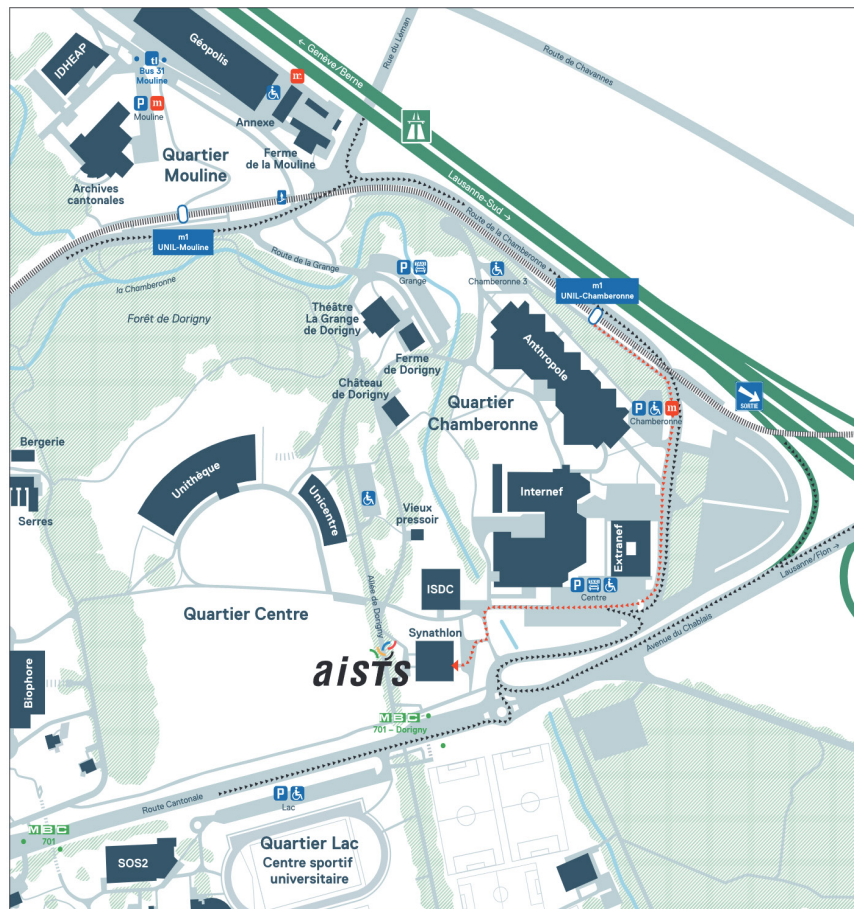 IDHEAP
Géopolis
tl
Bus 31
Mouline
P m
Mouline
m
Annexe
Ferme
de la Mouline
Rue du Léman
← Genève/Berne
Route de Chavannes
Lausanne-Sud →
Quartier
Mouline
Archives
cantonales
m1
UNIL-Mouline
Route de la Grange
la Chamberonne
Forêt de Dorigny
P
Grange
Route de la Chamberonne
Chamberonne 3
m1
UNIL-Chamberonne
Théâtre
La Grange
de Dorigny
Ferme
de Dorigny
Château
de Dorigny
Anthropole
Quartier
Chamberonne
P m
Chamberonne
SORTIE
Bergerie
Serres
Unithèque
Unicentre
Vieux
pressoir
Internef
Extranef
P
Centre
Lausanne/Flon →
Avenue du Chablais
ISDC
Allée de Dorigny
Quartier Centre
Synathlon
aiSTS
Biophore
MBC
701 – Dorigny
Route Cantonale
P
Lac
MBC
701
SOS2
Quartier Lac
Centre sportif
universitaire